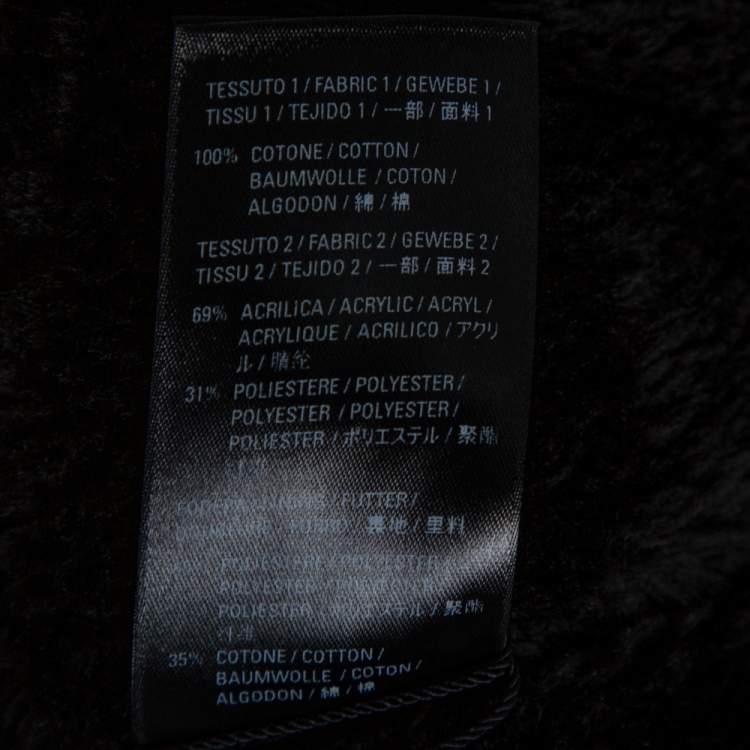 TESSUTO 1 / FABRIC 1 / GEWEBE 1 /
TISSU 1 / TEJIDO 1 / 一部 / 面料 1
100% COTONE / COTTON /
BAUMWOLLE / COTON /
ALGODON / 綿 / 棉
TESSUTO 2 / FABRIC 2 / GEWEBE 2 /
TISSU 2 / TEJIDO 2 / 一部 / 面料 2
69% ACRILICA / ACRYLIC / ACRYL /
ACRYLIQUE / ACRILICO / アクリ
ル / 腈纶
31% POLIESTERE / POLYESTER /
POLYESTER / POLYESTER /
POLIESTER / ポリエステル / 聚酯
FUTTER /
裏地 / 里料
POLIESTERE / POLYESTER
POLYESTER /
POLIESTER / ポリエステル / 聚酯
纤维
35% COTONE / COTTON /
BAUMWOLLE / COTON /
ALGODON / 綿 / 棉